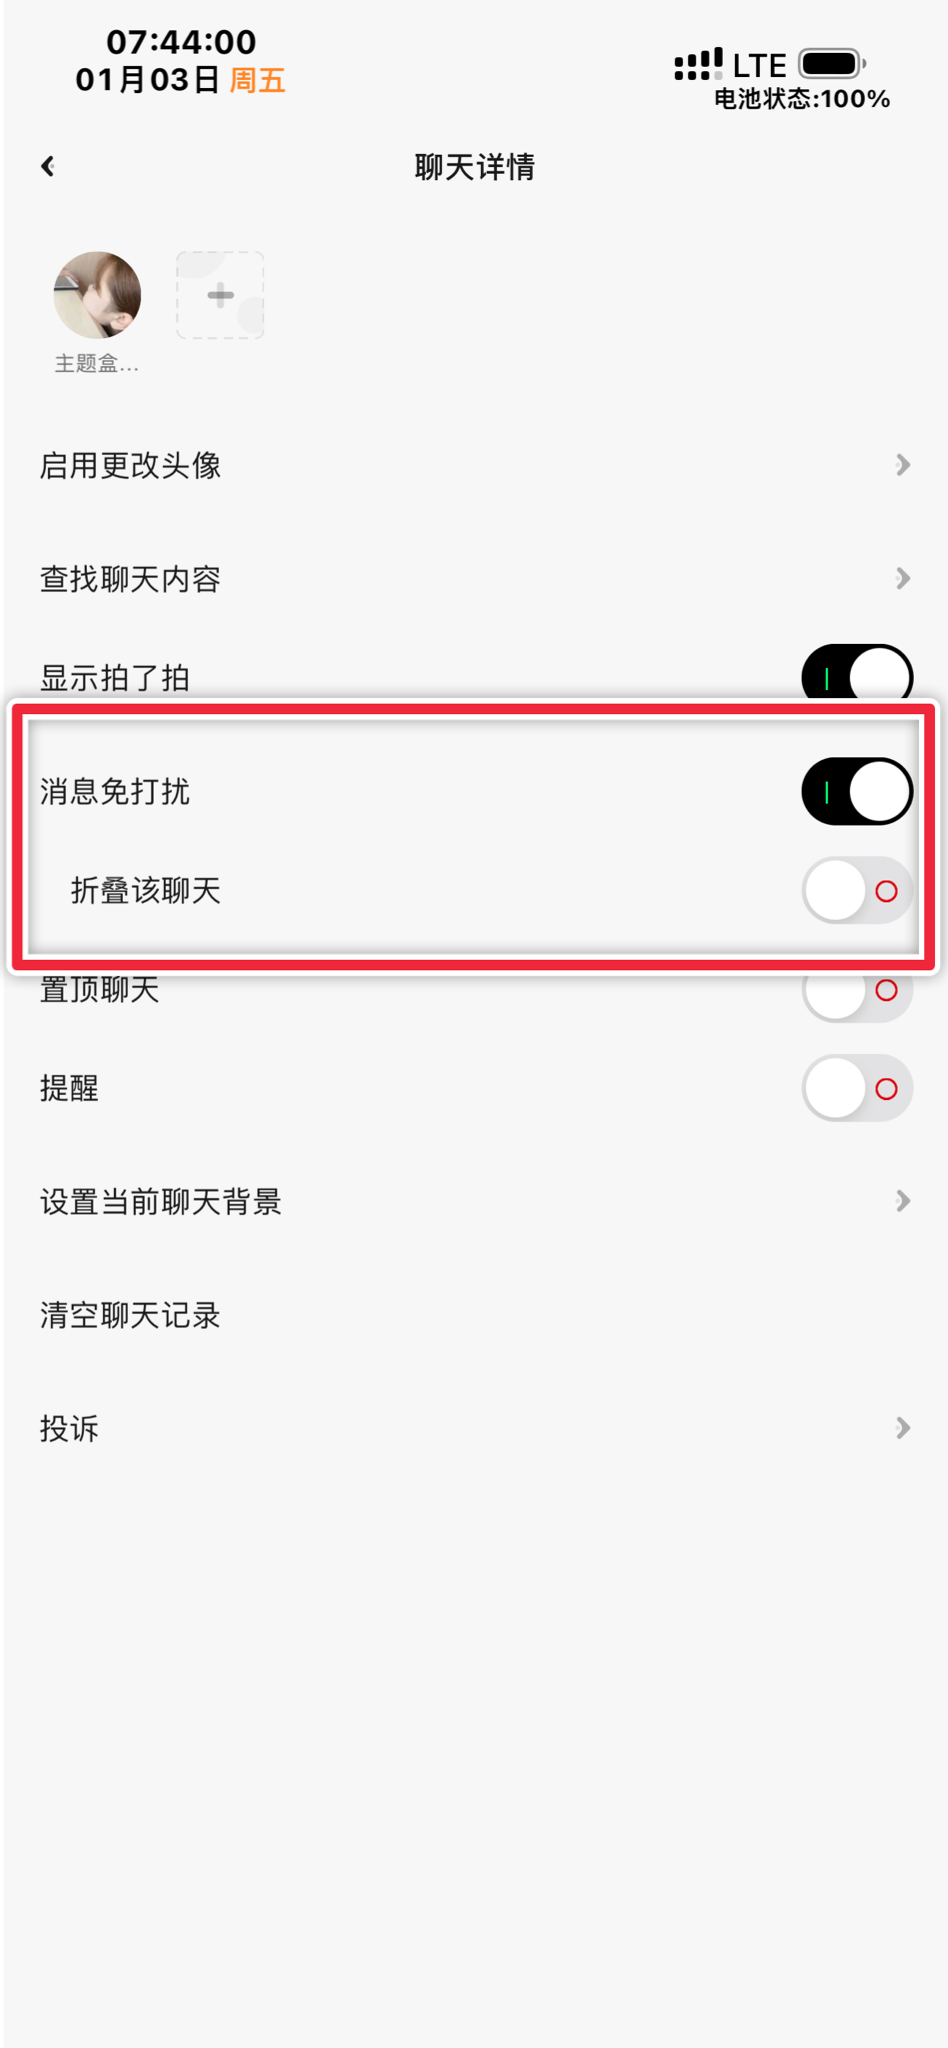 07:44:00
01月03日 周五
LTE
电池状态:100%
聊天详情
主题盒...
启用更改头像
查找聊天内容
显示拍了拍
消息免打扰
折叠该聊天
置顶聊天
提醒
设置当前聊天背景
清空聊天记录
投诉